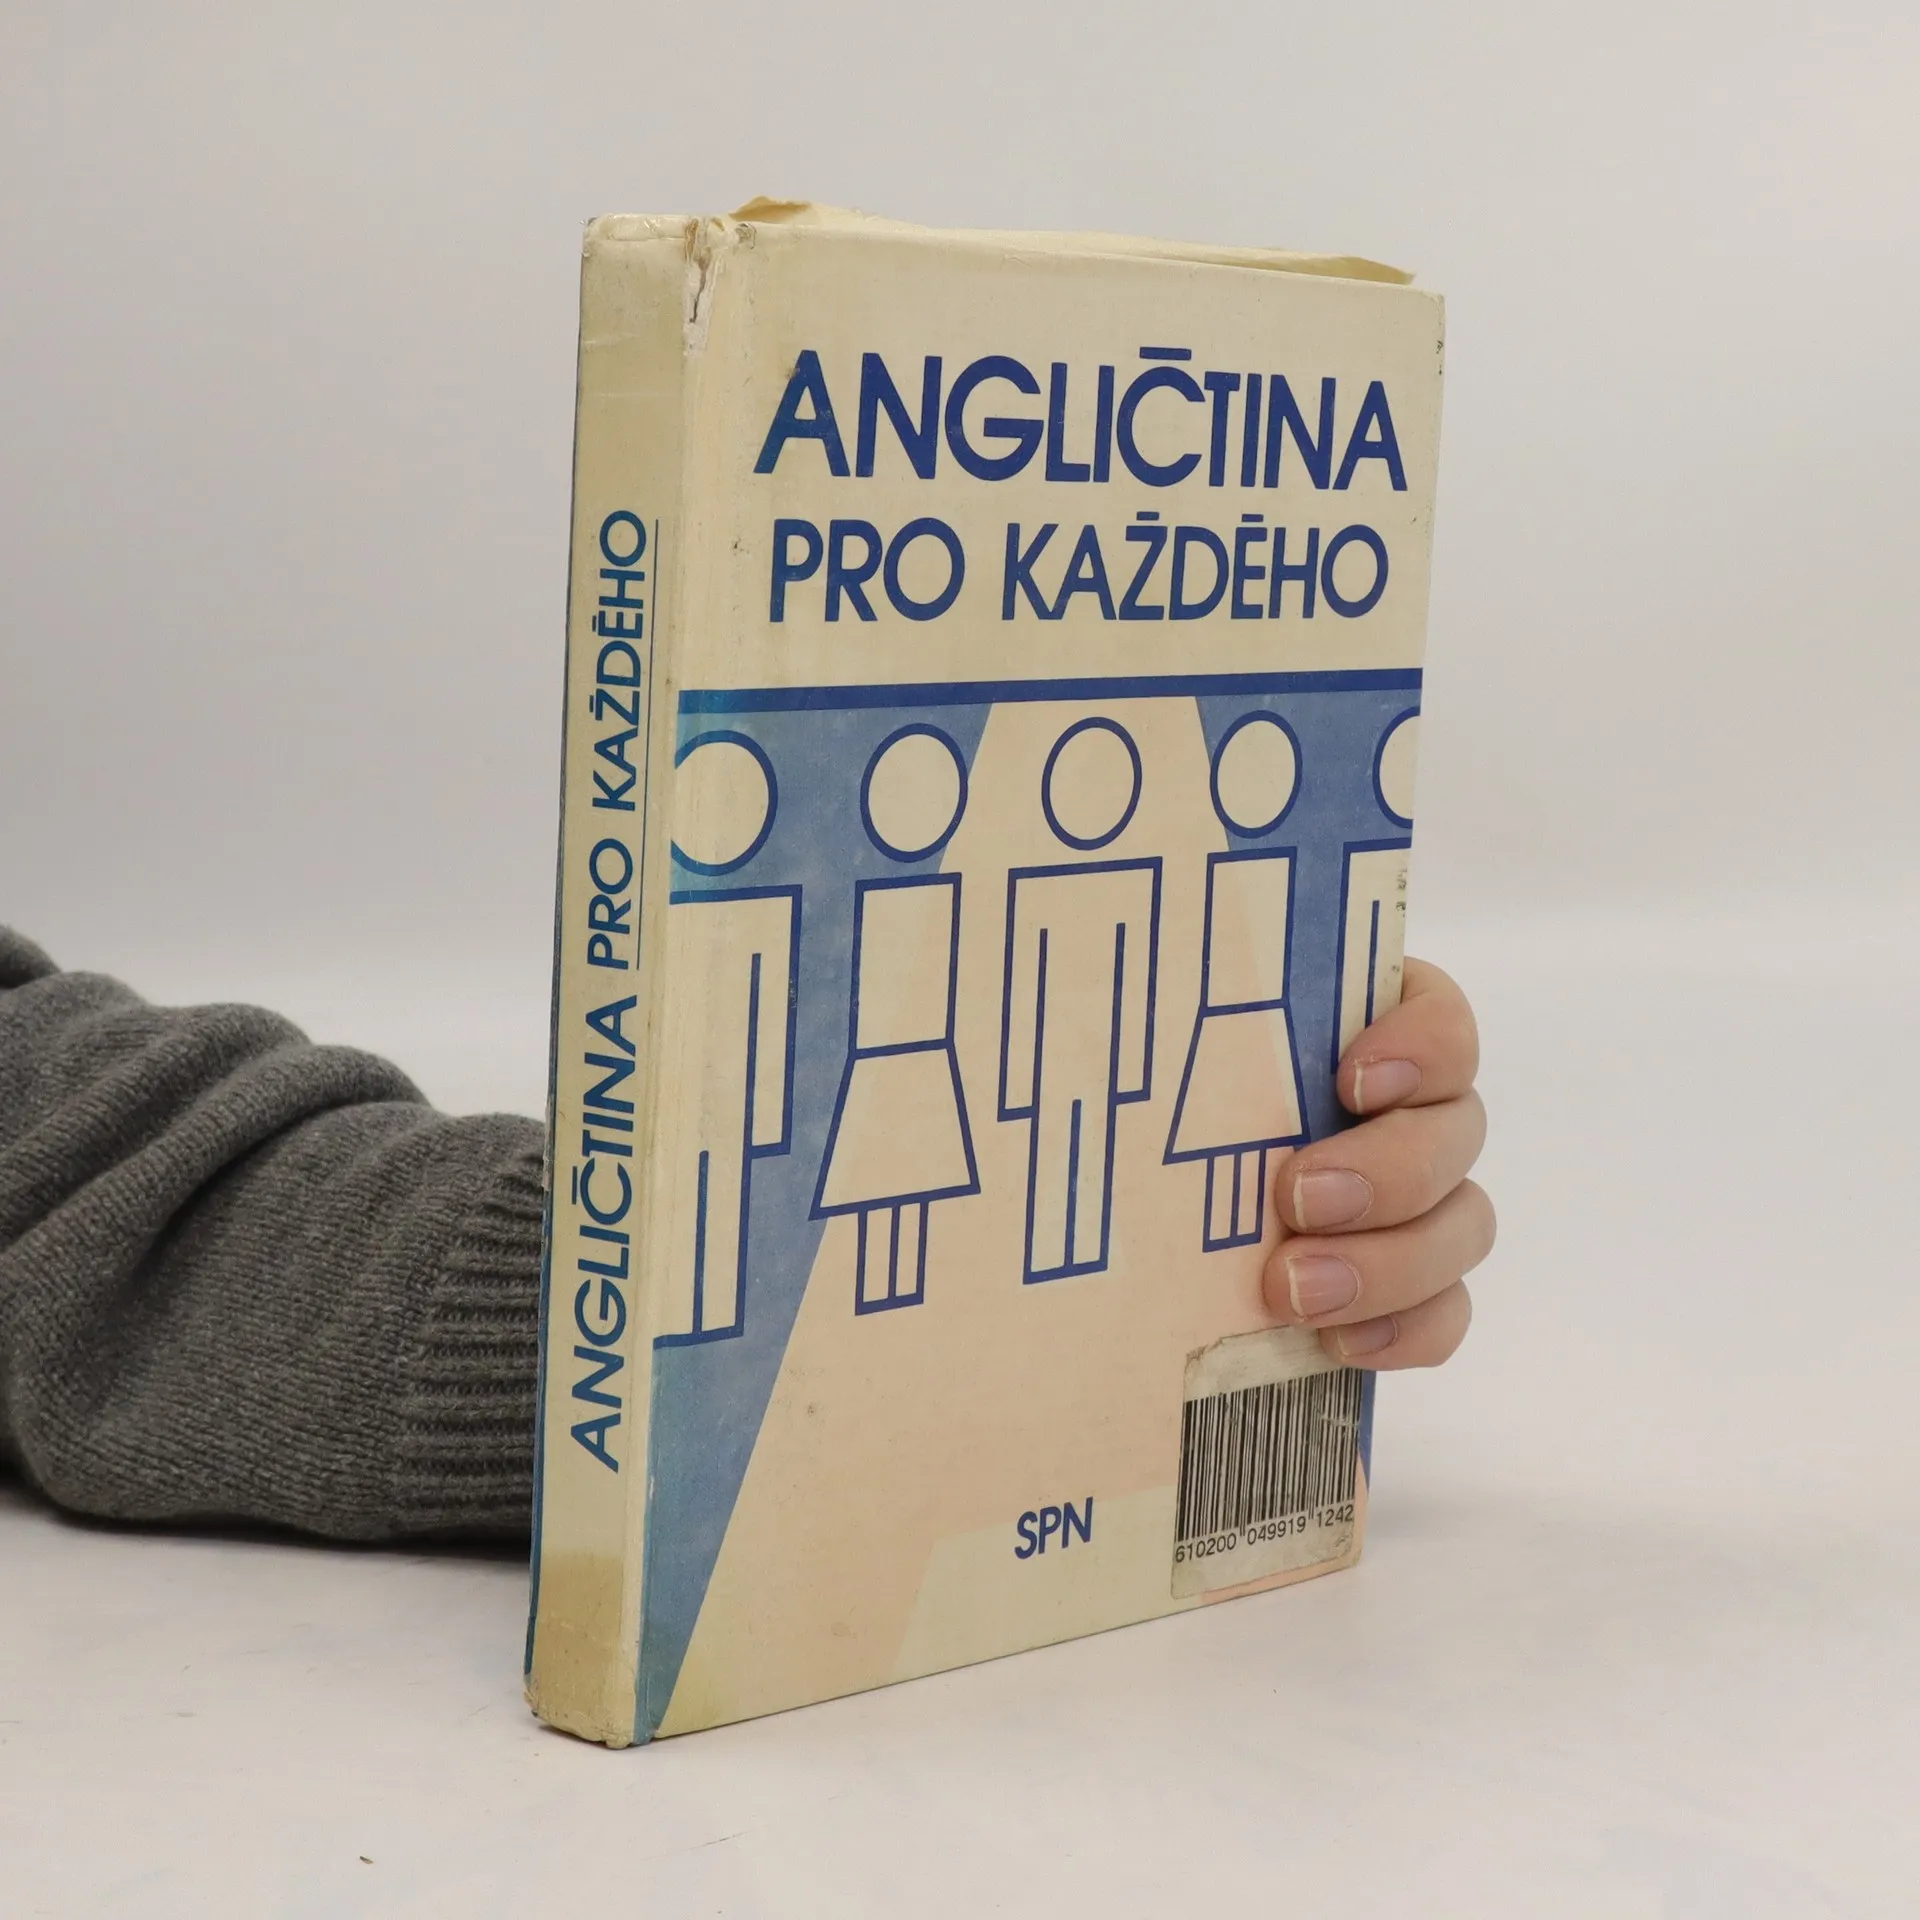 ANGLIČTINA PRO KAŽDÉHO
ANGLIČTINA
PRO KAŽDÉHO
SPN
610200 049919 1242